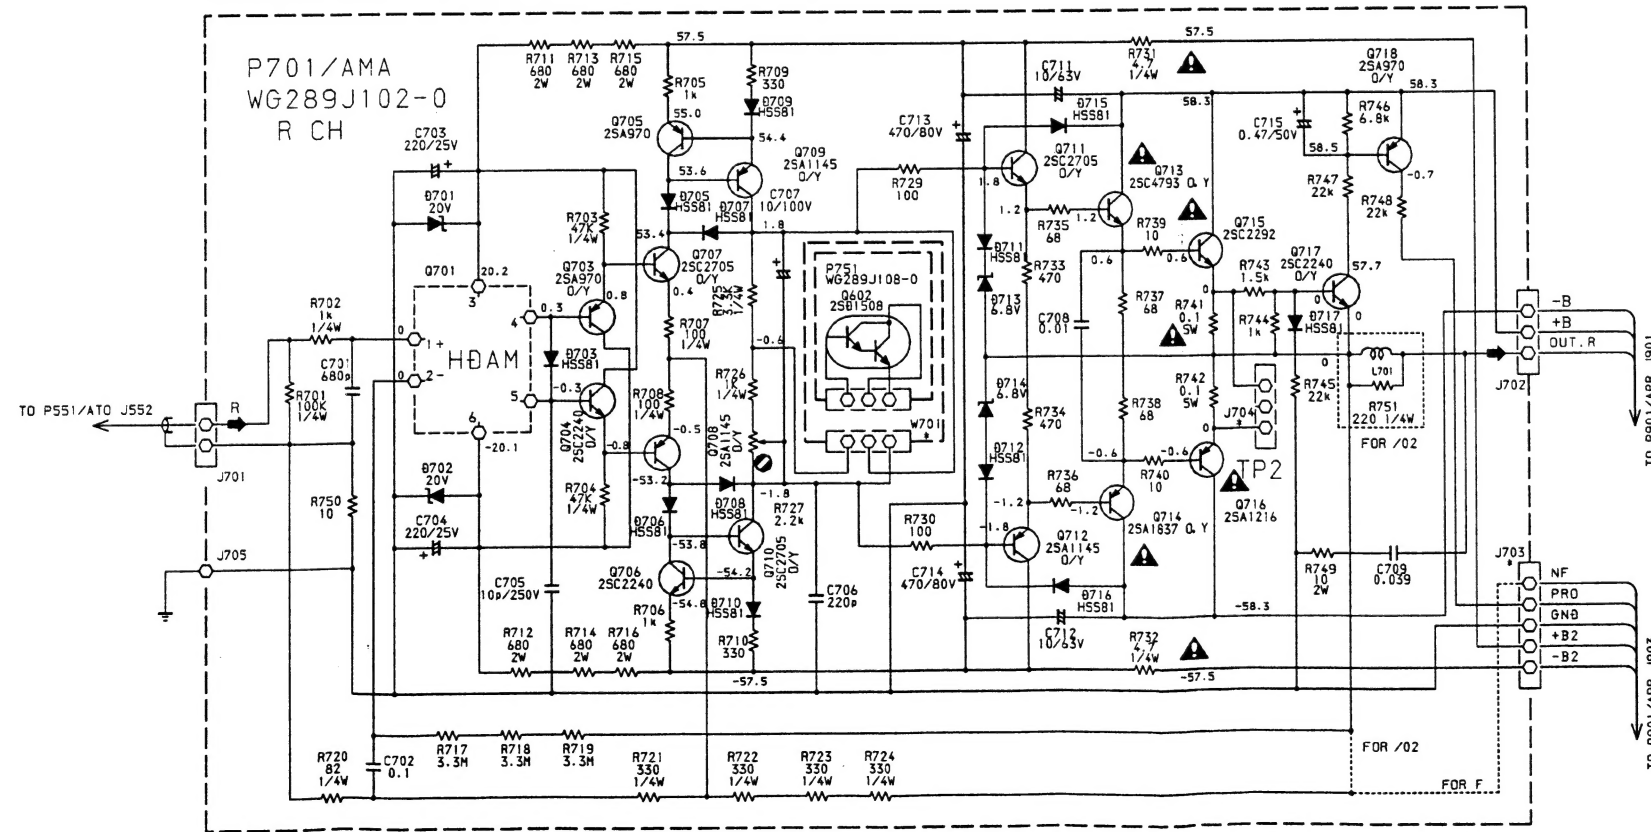 P701/AMA
WG289J102-0
R CH
57.5
R711
680
2W
R713
680
2W
R715
680
2W
R705
1k
R709
330
D709
HSS81
55.0
54.4
Q705
2SA970
C703
220/25V
+
D701
20V
53.6
Q709
2SA1145
O/Y
D705
HSS81
D707
HSS81
C707
10/100V
+
1.8
R703
47K
1/4W
53.4
Q701
20.2
3
Q703
2SA970
O/Y
0.8
0.3
4
Q707
2SC2705
O/Y
0.4
R725
3.3K
1/4W
R707
100
1/4W
-0.6
R702
1k
1/4W
0
1+
0
2-
HDAM
C701
680p
D703
HSS81
R701
100K
1/4W
-0.3
5
6
-20.1
Q704
2SC2240
O/Y
-0.8
R708
100
1/4W
R726
1K
1/4W
-0.5
Q708
2SA1145
O/Y
TO P551/ATO J552
R
J701
R750
10
J705
D702
20V
C704
220/25V
+
R704
47K
1/4W
-53.2
D706
HSS81
D708
HSS81
-1.8
R727
2.2k
-53.8
Q710
2SC2705
O/Y
-54.2
Q706
2SC2240
-54.8
D710
HSS81
R706
1k
R710
330
C705
10p/250V
C706
220p
R712
680
2W
R714
680
2W
R716
680
2W
-57.5
P751
WG289J108-0
Q602
2SD1508
W701
*
C711
10/63V
R731
4.7
1/4W
57.5
C713
470/80V
+
D715
HSS81
58.3
R729
100
1.8
Q711
2SC2705
O/Y
Q713
2SC4793 O.Y
1.2
R735
68
1.2
R739
10
0.6
0.6
Q715
2SC2292
D711
HSS81
R733
470
D713
6.8V
C708
0.01
R737
68
R741
0.1
5W
0
R743
1.5k
R744
1k
0
D717
HSS81
Q717
2SC2240
O/Y
57.7
0
D714
6.8V
R734
470
D712
HSS81
R738
68
R742
0.1
5W
0
J704
*
TP2
R745
22k
-0.6
-0.6
R740
10
R736
68
-1.2
-1.2
Q714
2SA1837 O.Y
Q716
2SA1216
R730
100
-1.8
Q712
2SA1145
O/Y
C714
470/80V
+
D716
HSS81
C712
10/63V
-58.3
R732
4.7
1/4W
-57.5
Q718
2SA970
O/Y
58.3
C715
0.47/50V
+
R746
6.8k
58.5
-0.7
R747
22k
R748
22k
0
L701
R751
220 1/4W
FOR /02
R749
10
2W
C709
0.039
-B
+B
OUT.R
J702
J703
*
NF
PRO
GND
+B2
-B2
C702
0.1
R717
3.3M
R718
3.3M
R719
3.3M
R720
82
1/4W
R721
330
1/4W
R722
330
1/4W
R723
330
1/4W
R724
330
1/4W
FOR /02
FOR F